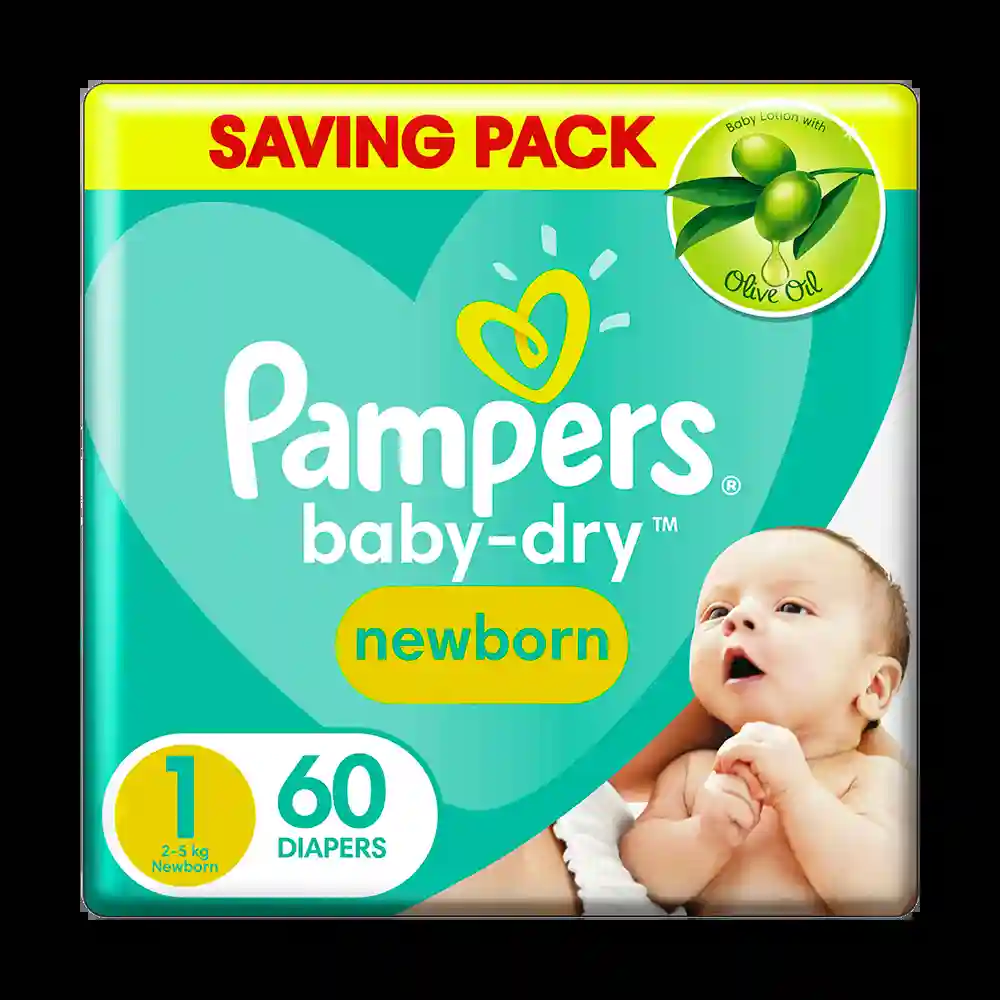 SAVING PACK
Baby Lotion with
Olive Oil
Pampers®
baby-dry™
newborn
1
2-5 kg
Newborn
60
DIAPERS